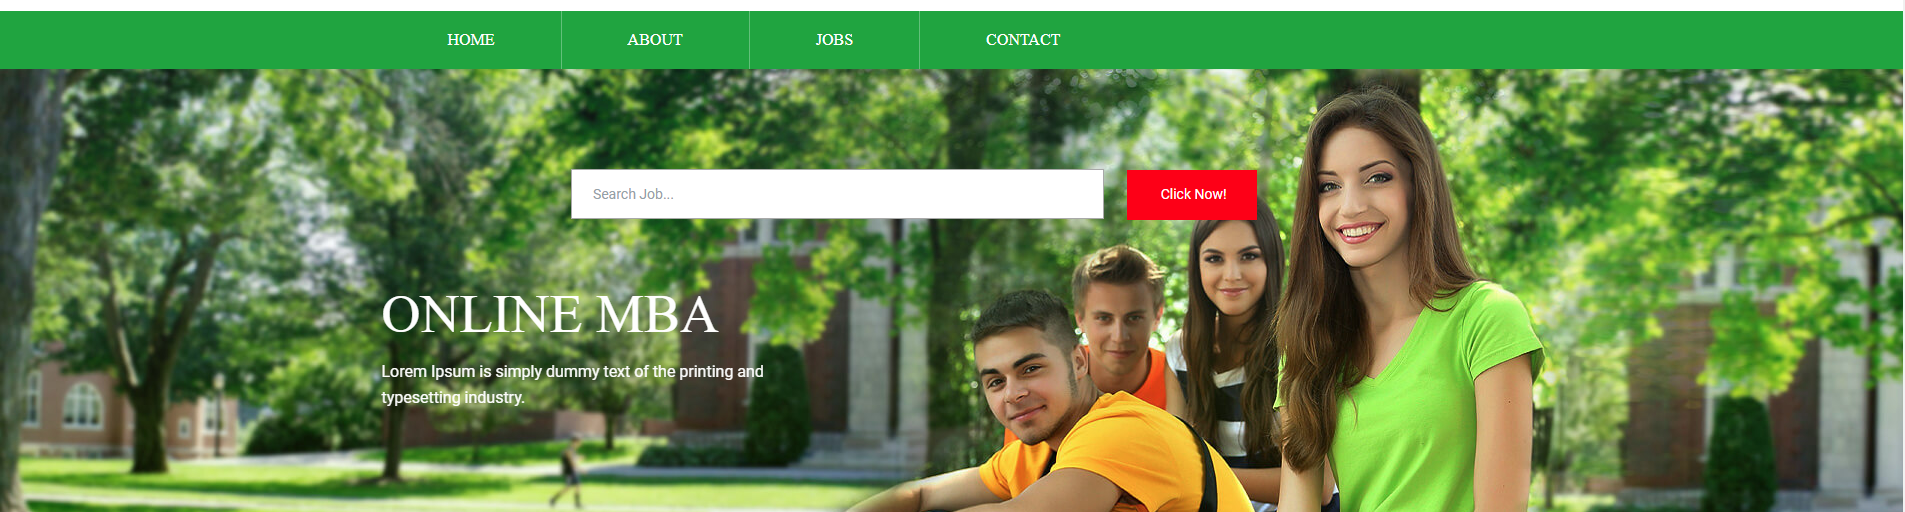 HOME ABOUT JOBS CONTACT
Search Job... Click Now!
ONLINE MBA
Lorem Ipsum is simply dummy text of the printing and
typesetting industry.